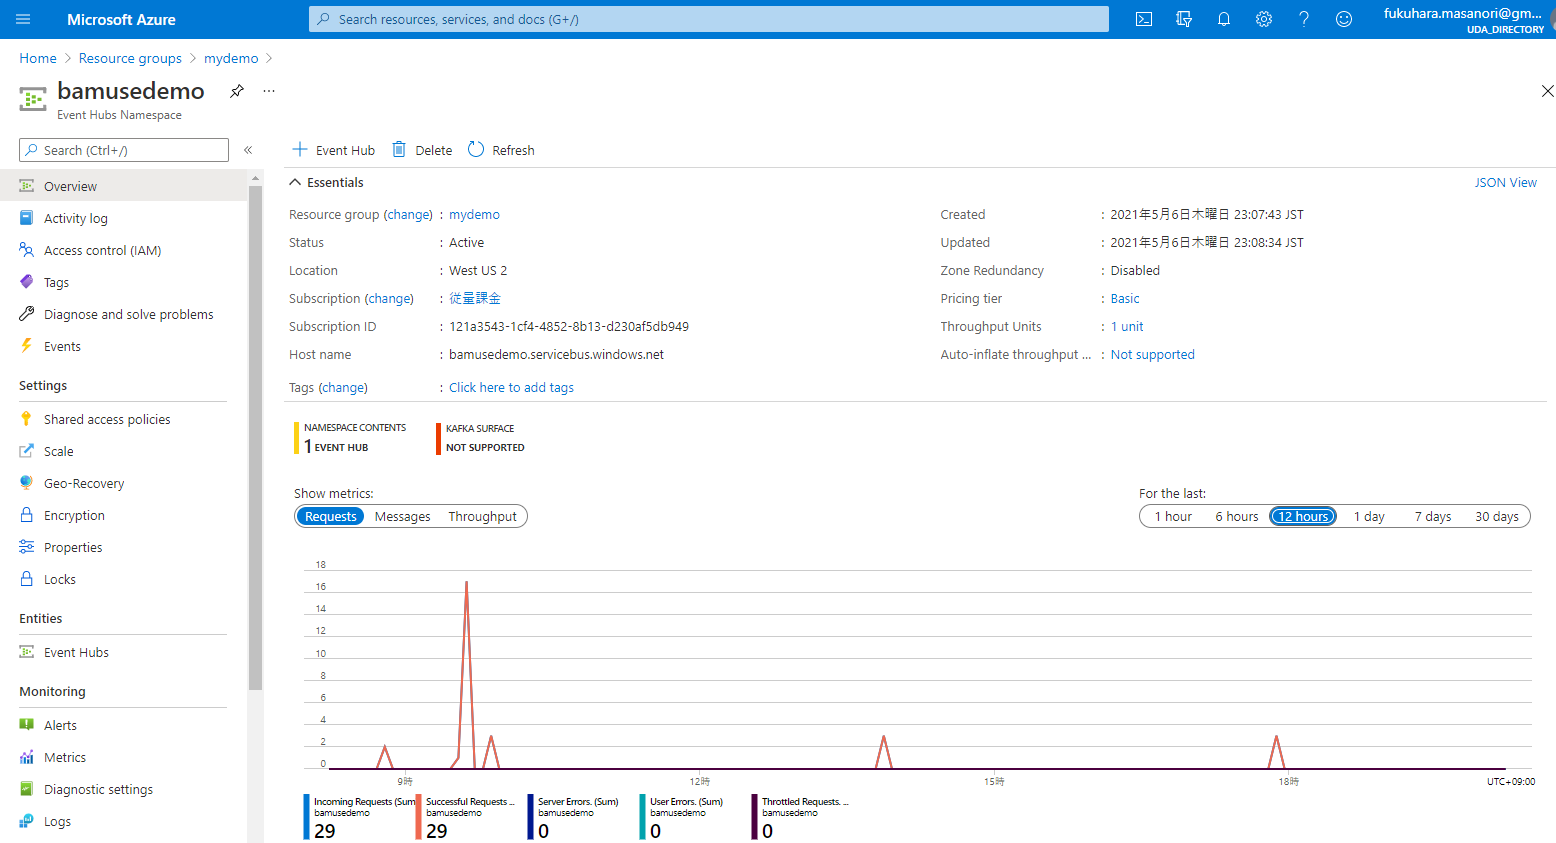 Microsoft Azure
Search resources, services, and docs (G+/)
fukuhara.masanori@gm...
UDA_DIRECTORY
Home > Resource groups > mydemo >
bamusedemo
Event Hubs Namespace
Search (Ctrl+/)
Overview
Activity log
Access control (IAM)
Tags
Diagnose and solve problems
Events
Settings
Shared access policies
Scale
Geo-Recovery
Encryption
Properties
Locks
Entities
Event Hubs
Monitoring
Alerts
Metrics
Diagnostic settings
Logs
Event Hub Delete Refresh
Essentials
JSON View
Resource group (change) : mydemo
Status : Active
Location : West US 2
Subscription (change) : 従量課金
Subscription ID : 121a3543-1cf4-4852-8b13-d230af5db949
Host name : bamusedemo.servicebus.windows.net
Tags (change) : Click here to add tags
Created : 2021年5月6日木曜日 23:07:43 JST
Updated : 2021年5月6日木曜日 23:08:34 JST
Zone Redundancy : Disabled
Pricing tier : Basic
Throughput Units : 1 unit
Auto-inflate throughput ... : Not supported
NAMESPACE CONTENTS
1 EVENT HUB
KAFKA SURFACE
NOT SUPPORTED
Show metrics:
Requests Messages Throughput
For the last:
1 hour 6 hours 12 hours 1 day 7 days 30 days
18
16
14
12
10
8
6
4
2
0
9時 12時 15時 18時 UTC+09:00
Incoming Requests (Sum
bamusedemo
29
Successful Requests ...
bamusedemo
29
Server Errors. (Sum)
bamusedemo
0
User Errors. (Sum)
bamusedemo
0
Throttled Requests. ...
bamusedemo
0